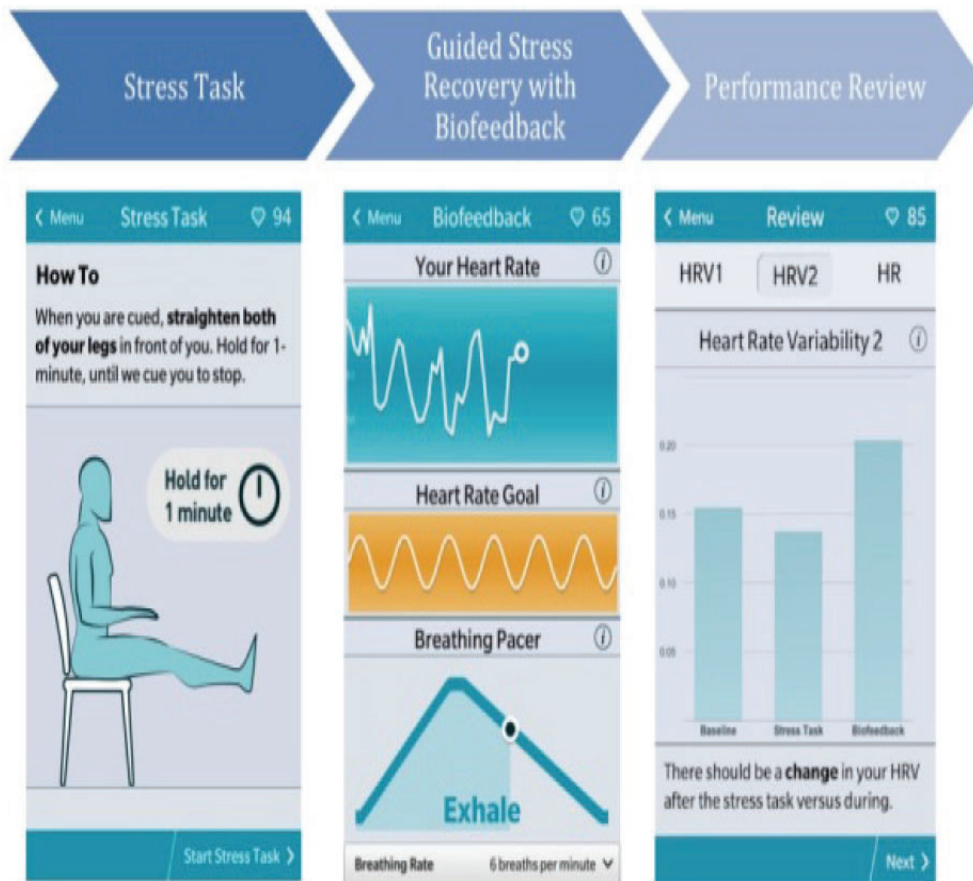 Stress Task
Guided Stress
Recovery with
Biofeedback
Performance Review
< Menu Stress Task ♡ 94
How To
When you are cued, straighten both
of your legs in front of you. Hold for 1-
minute, until we cue you to stop.
Hold for
1 minute
Start Stress Task >
< Menu Biofeedback ♡ 65
Your Heart Rate i
Heart Rate Goal i
Breathing Pacer i
Exhale
Breathing Rate 6 breaths per minute
< Menu Review ♡ 85
HRV1 HRV2 HR
Heart Rate Variability 2 i
0.20
0.15
0.10
0.05
Baseline Stress Task Biofeedback
There should be a change in your HRV
after the stress task versus during.
Next >